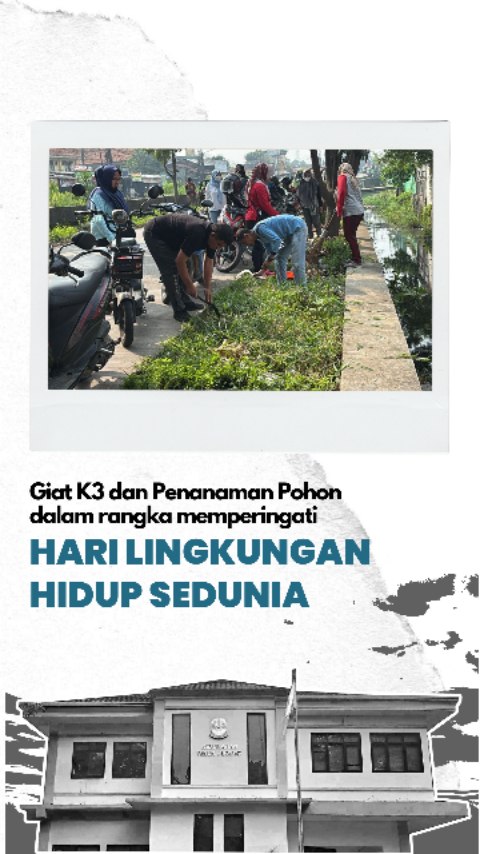 Giat K3 dan Penanaman Pohon
dalam rangka memperingati
HARI LINGKUNGAN
HIDUP SEDUNIA